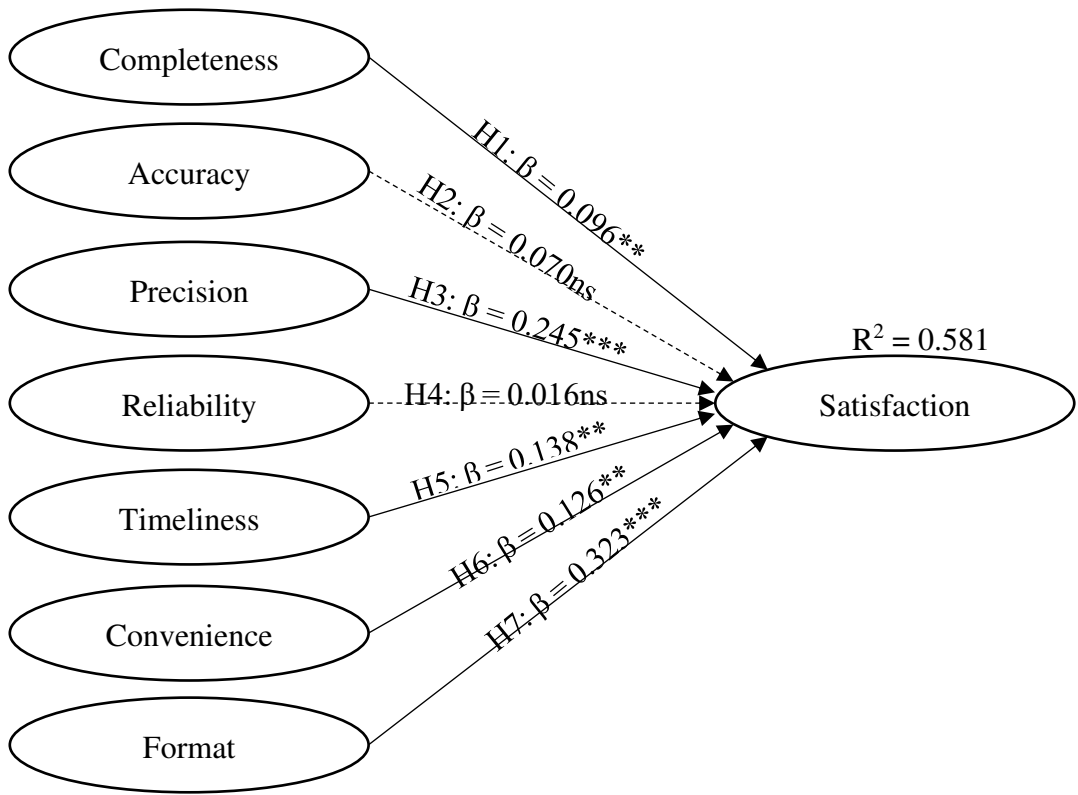 Completeness
H1: β = 0.096**
Accuracy
H2: β = 0.070ns
Precision
H3: β = 0.245***
R² = 0.581
Reliability
H4: β = 0.016ns
Satisfaction
H5: β = 0.138**
Timeliness
H6: β = 0.126**
Convenience
H7: β = 0.323***
Format